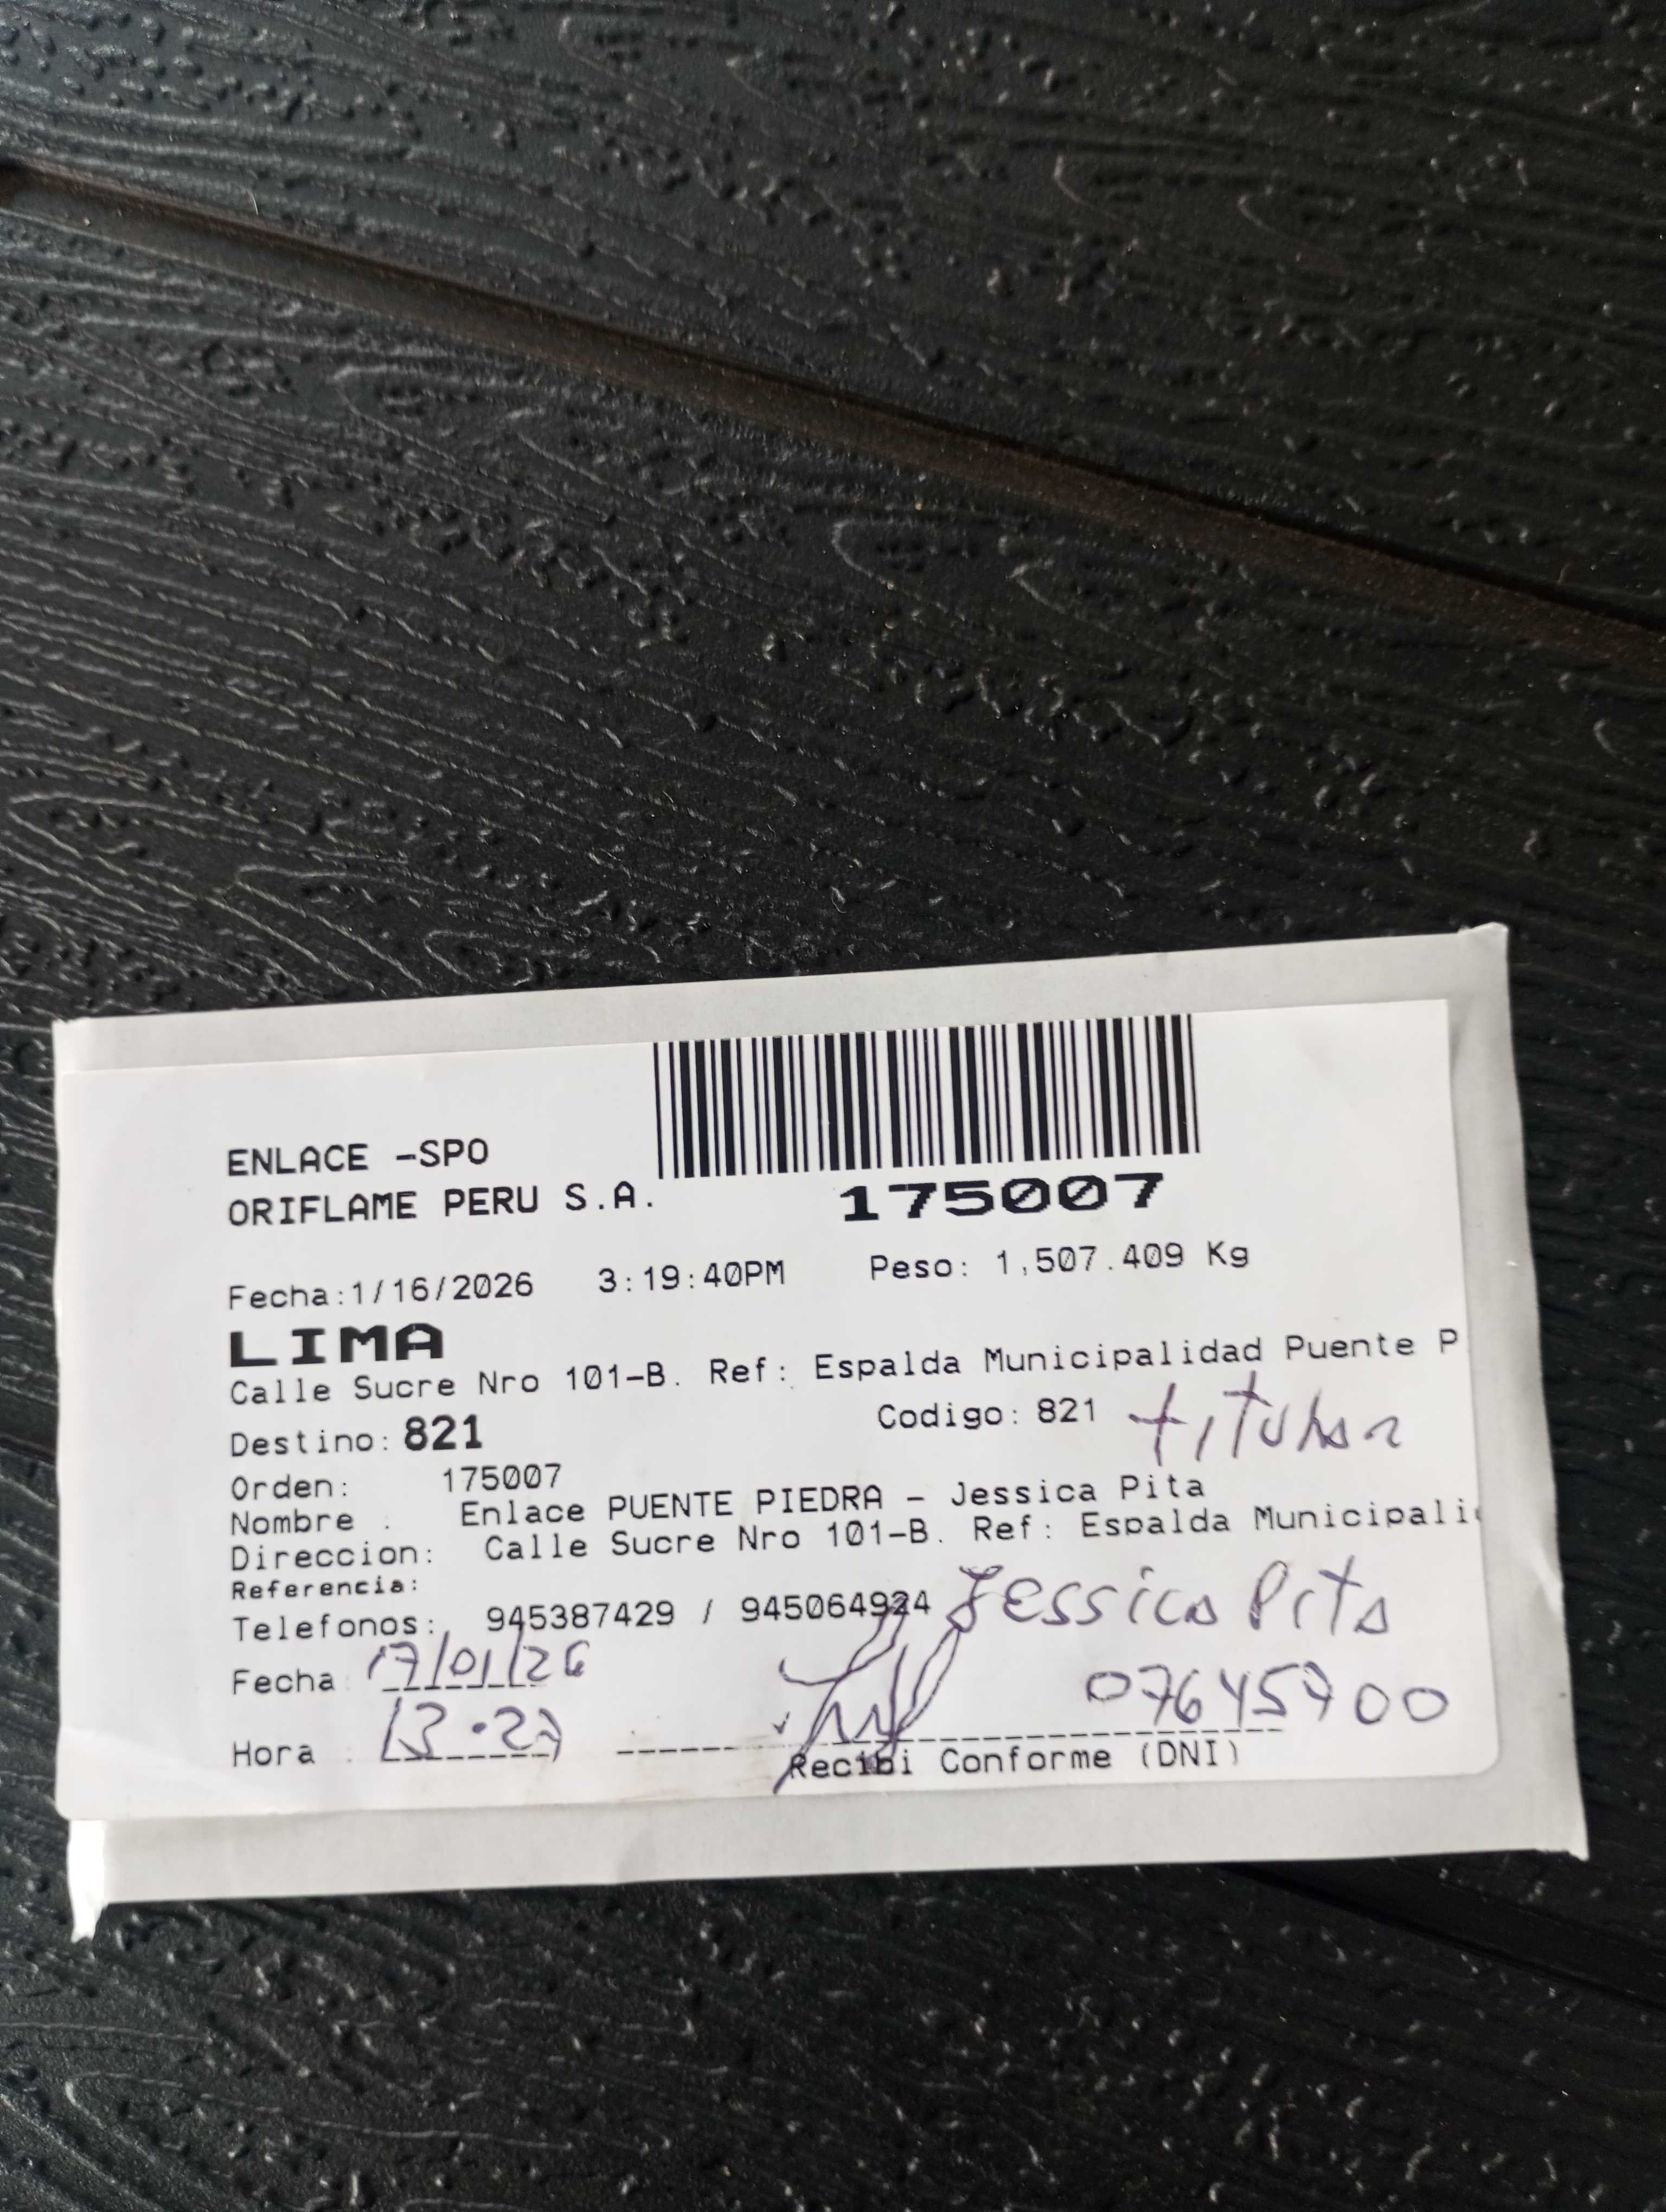 ENLACE -SPO
ORIFLAME PERU S.A.
175007
Fecha:1/16/2026 3:19:40PM Peso: 1,507.409 Kg
LIMA
Calle Sucre Nro 101-B. Ref: Espalda Municipalidad Puente P
Destino: 821 Codigo: 821 titular
Orden: 175007
Nombre : Enlace PUENTE PIEDRA - Jessica Pita
Direccion: Calle Sucre Nro 101-B. Ref: Espalda Municipalid
Referencia:
Telefonos: 945387429 / 945064924 Jessica Pita
Fecha : 17/01/26
07645700
Hora : 13.27
Recibi Conforme (DNI)